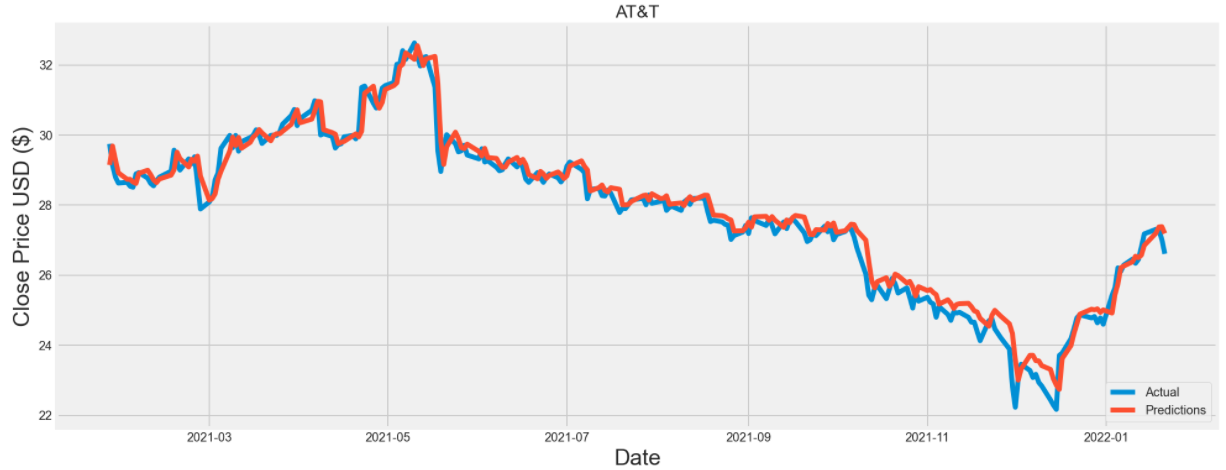 AT&T
Close Price USD ($)
32
30
28
26
24
22
2021-03
2021-05
2021-07
2021-09
2021-11
2022-01
Date
Actual
Predictions